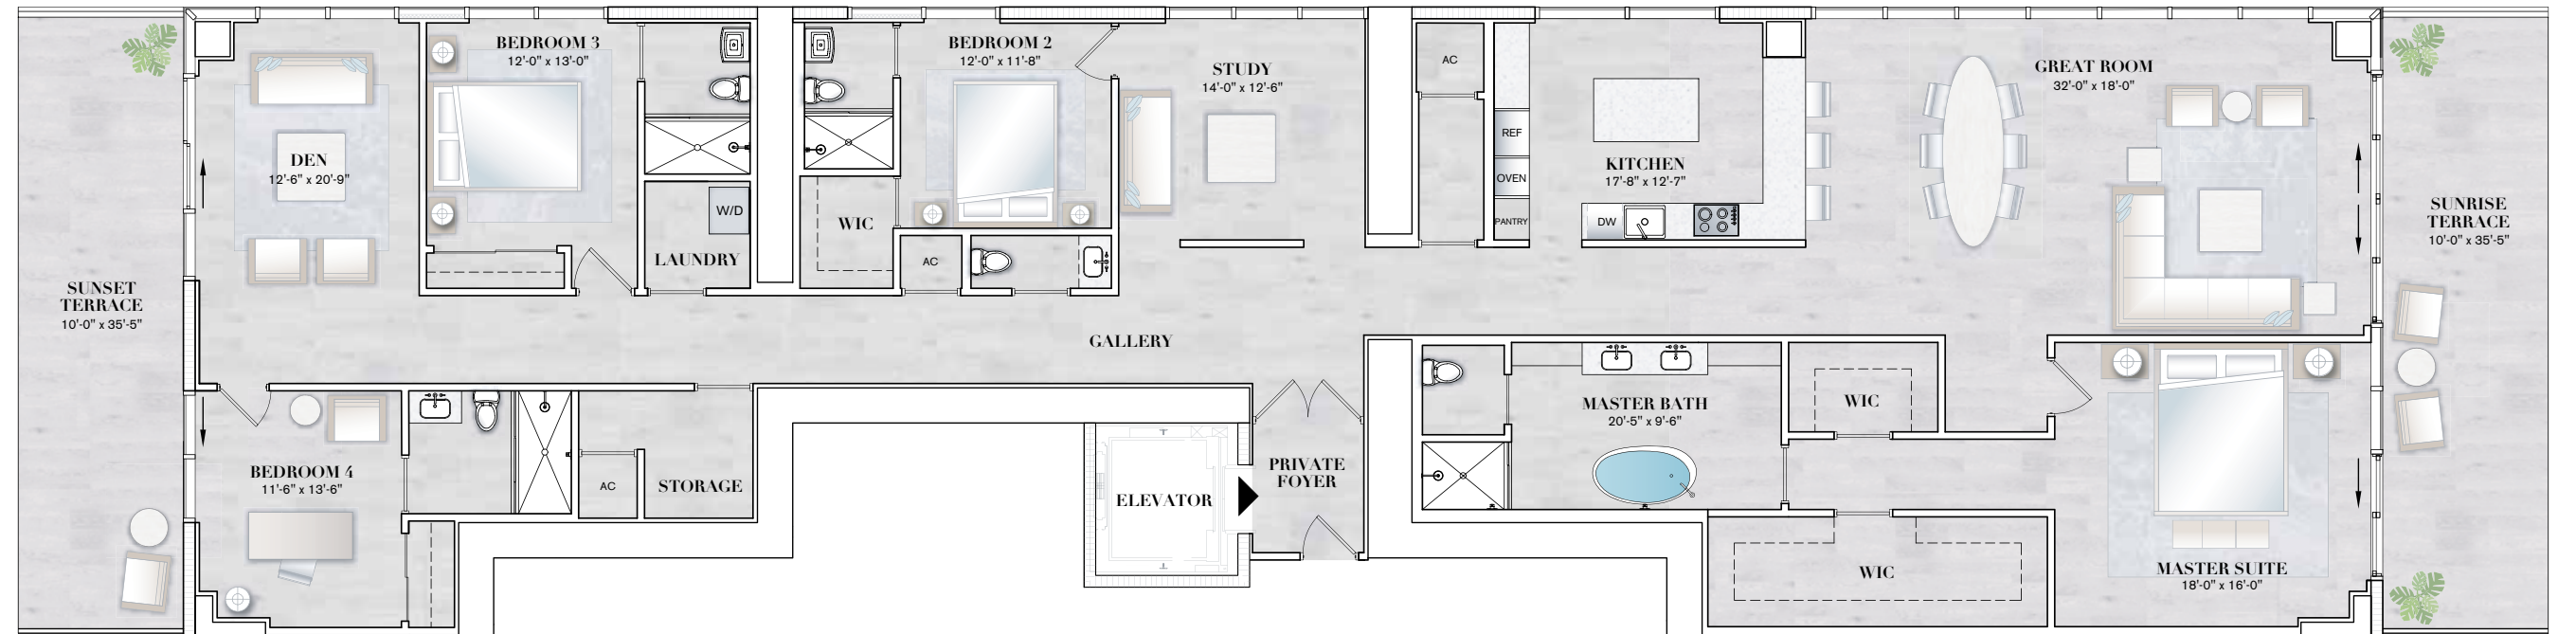 BEDROOM 3
12'-0" x 13'-0"
BEDROOM 2
12'-0" x 11'-8"
STUDY
14'-0" x 12'-6"
AC
GREAT ROOM
32'-0" x 18'-0"
REF
OVEN
PANTRY
KITCHEN
17'-8" x 12'-7"
DW
DEN
12'-6" x 20'-9"
W/D
LAUNDRY
WIC
AC
SUNSET
TERRACE
10'-0" x 35'-5"
SUNRISE
TERRACE
10'-0" x 35'-5"
GALLERY
BEDROOM 4
11'-6" x 13'-6"
AC
STORAGE
ELEVATOR
PRIVATE
FOYER
MASTER BATH
20'-5" x 9'-6"
WIC
WIC
MASTER SUITE
18'-0" x 16'-0"